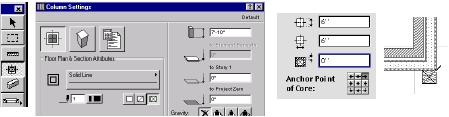 Column Settings
Default
7'-10"
to Story 1
0"
to Project Zero
0"
Floor Plan & Section Attributes
Solid Line
1
Gravity:
6"
6"
0"
Anchor Point
of Core: